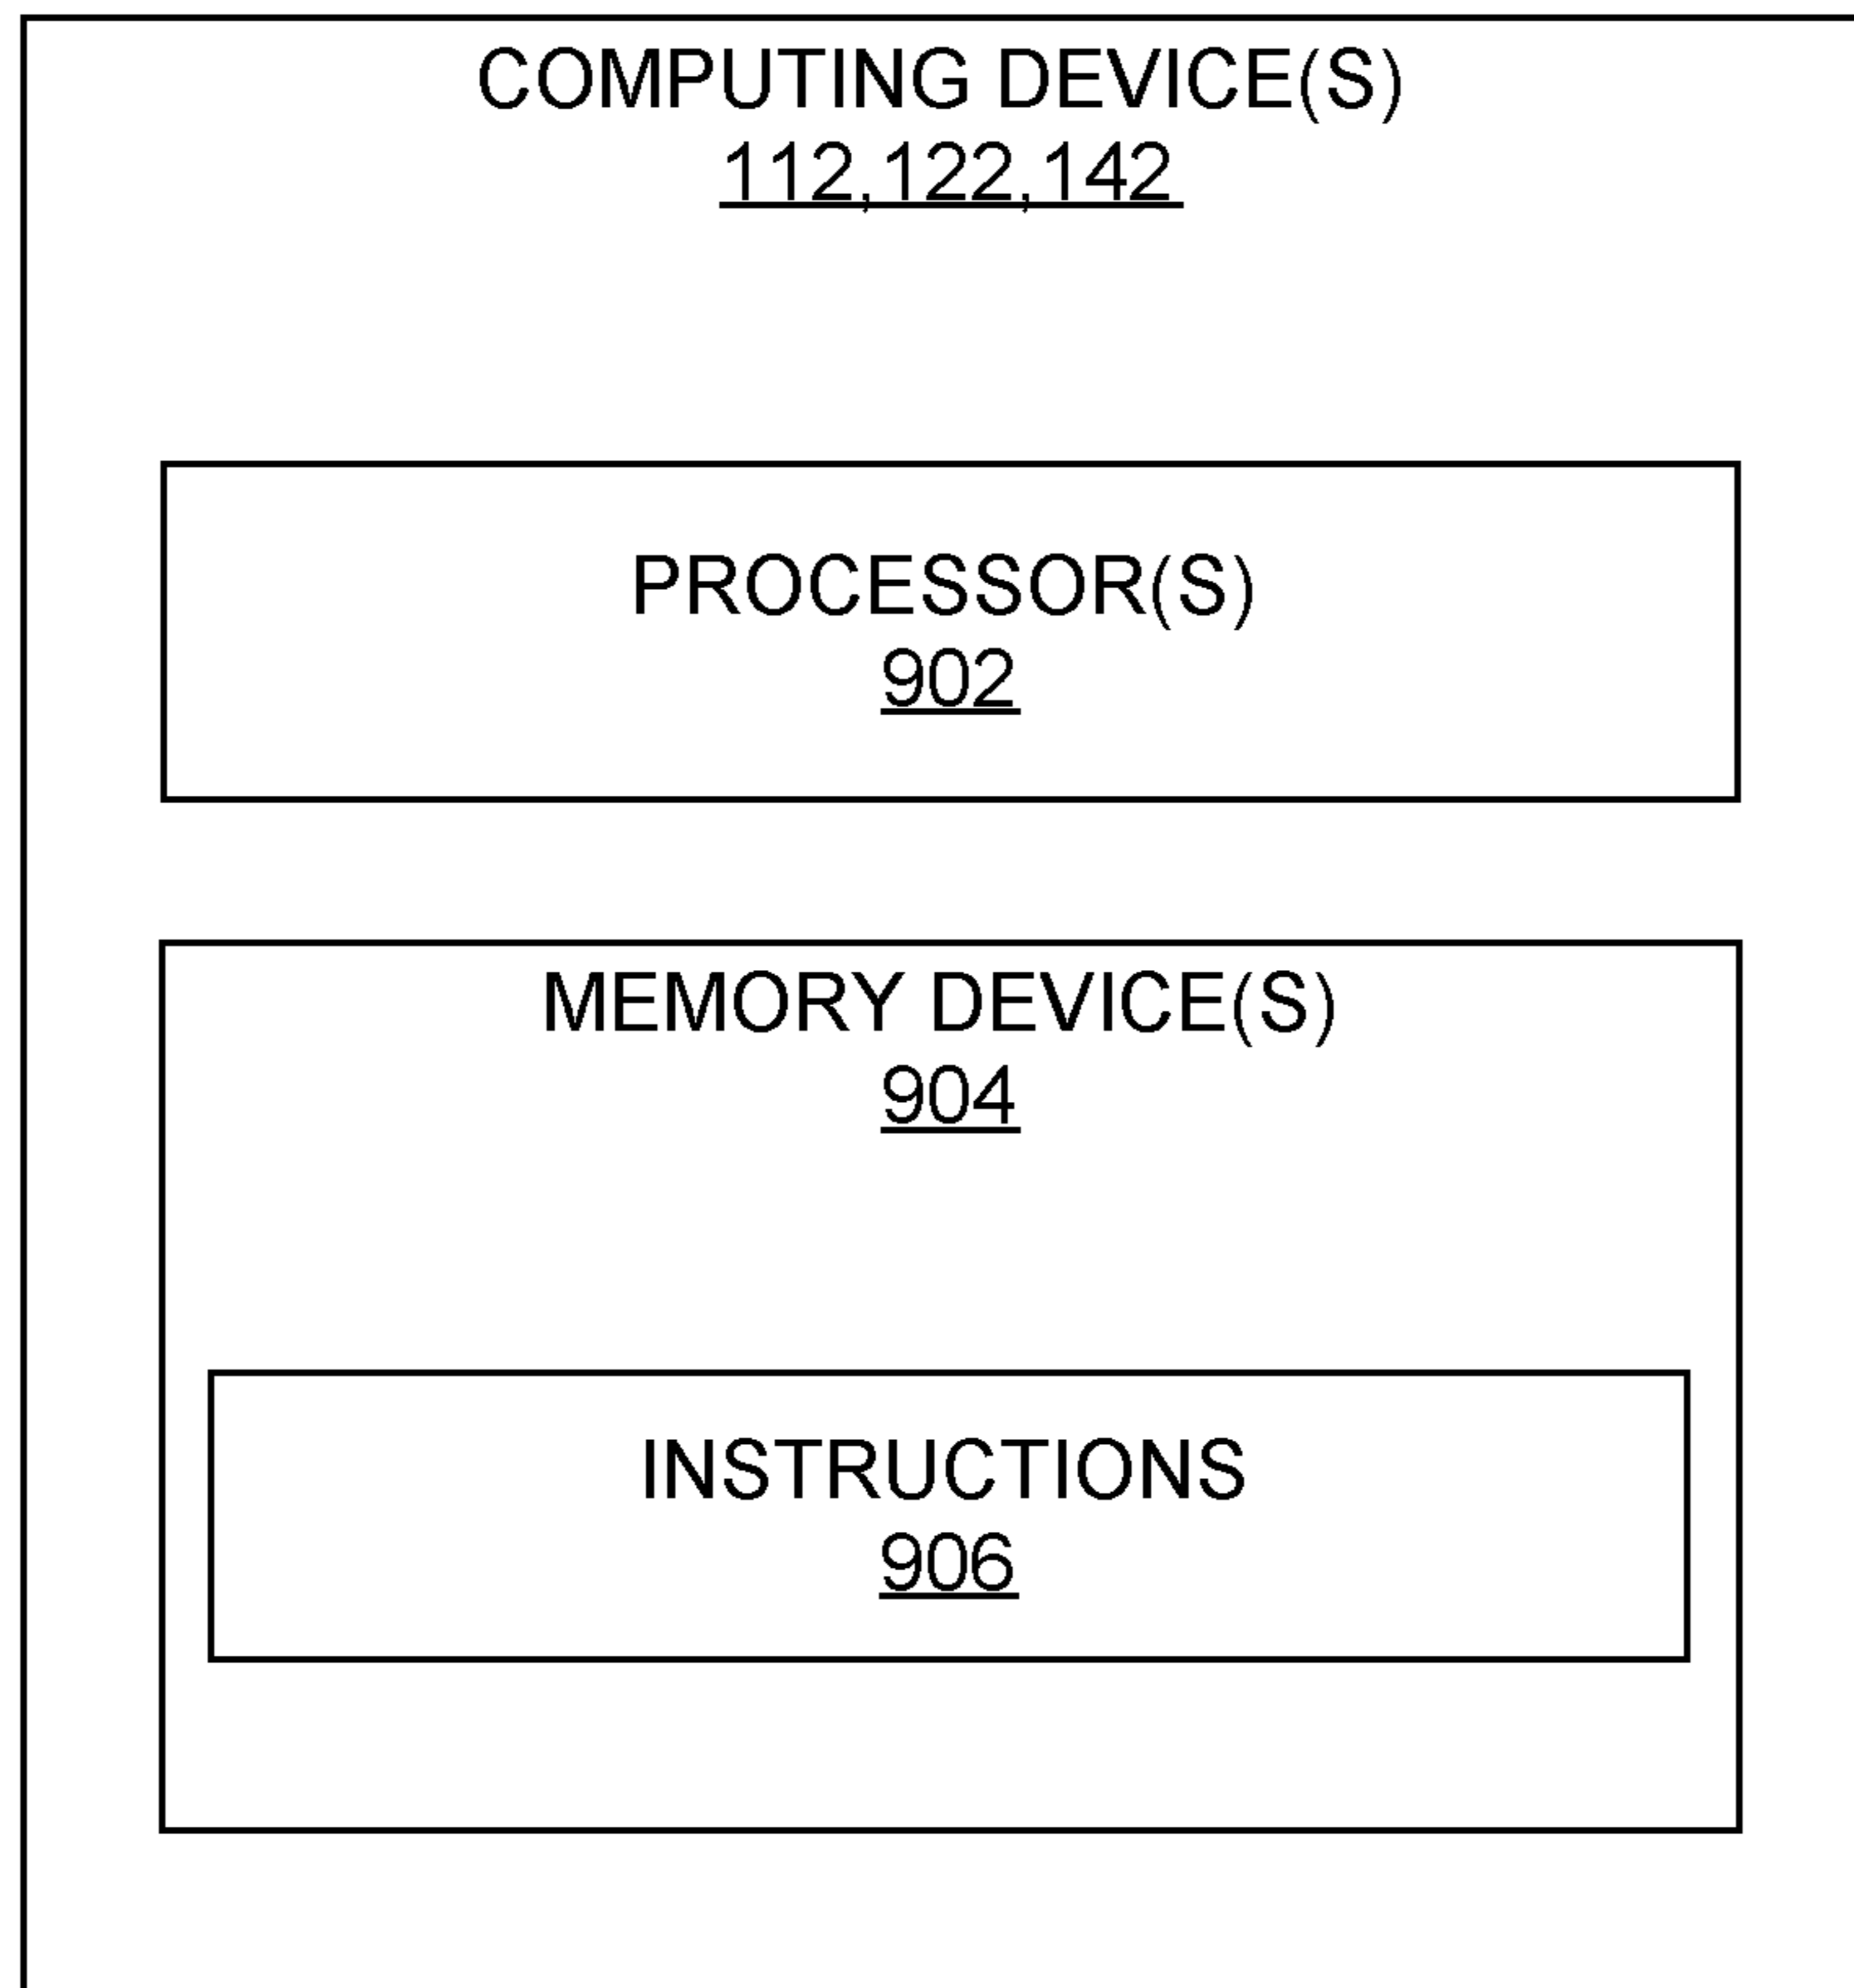 COMPUTING DEVICE(S)
112,122,142
PROCESSOR(S)
902
MEMORY DEVICE(S)
904
INSTRUCTIONS
906